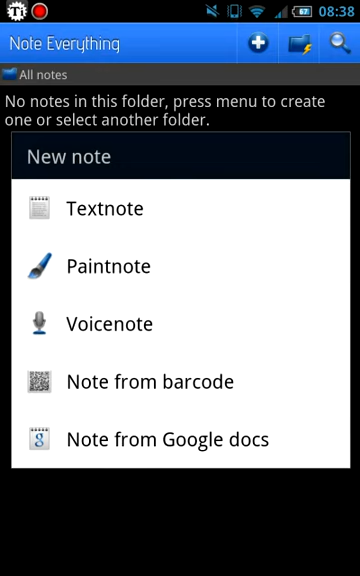 08:38
Note Everything
All notes
No notes in this folder, press menu to create
one or select another folder.
New note
Textnote
Paintnote
Voicenote
Note from barcode
Note from Google docs